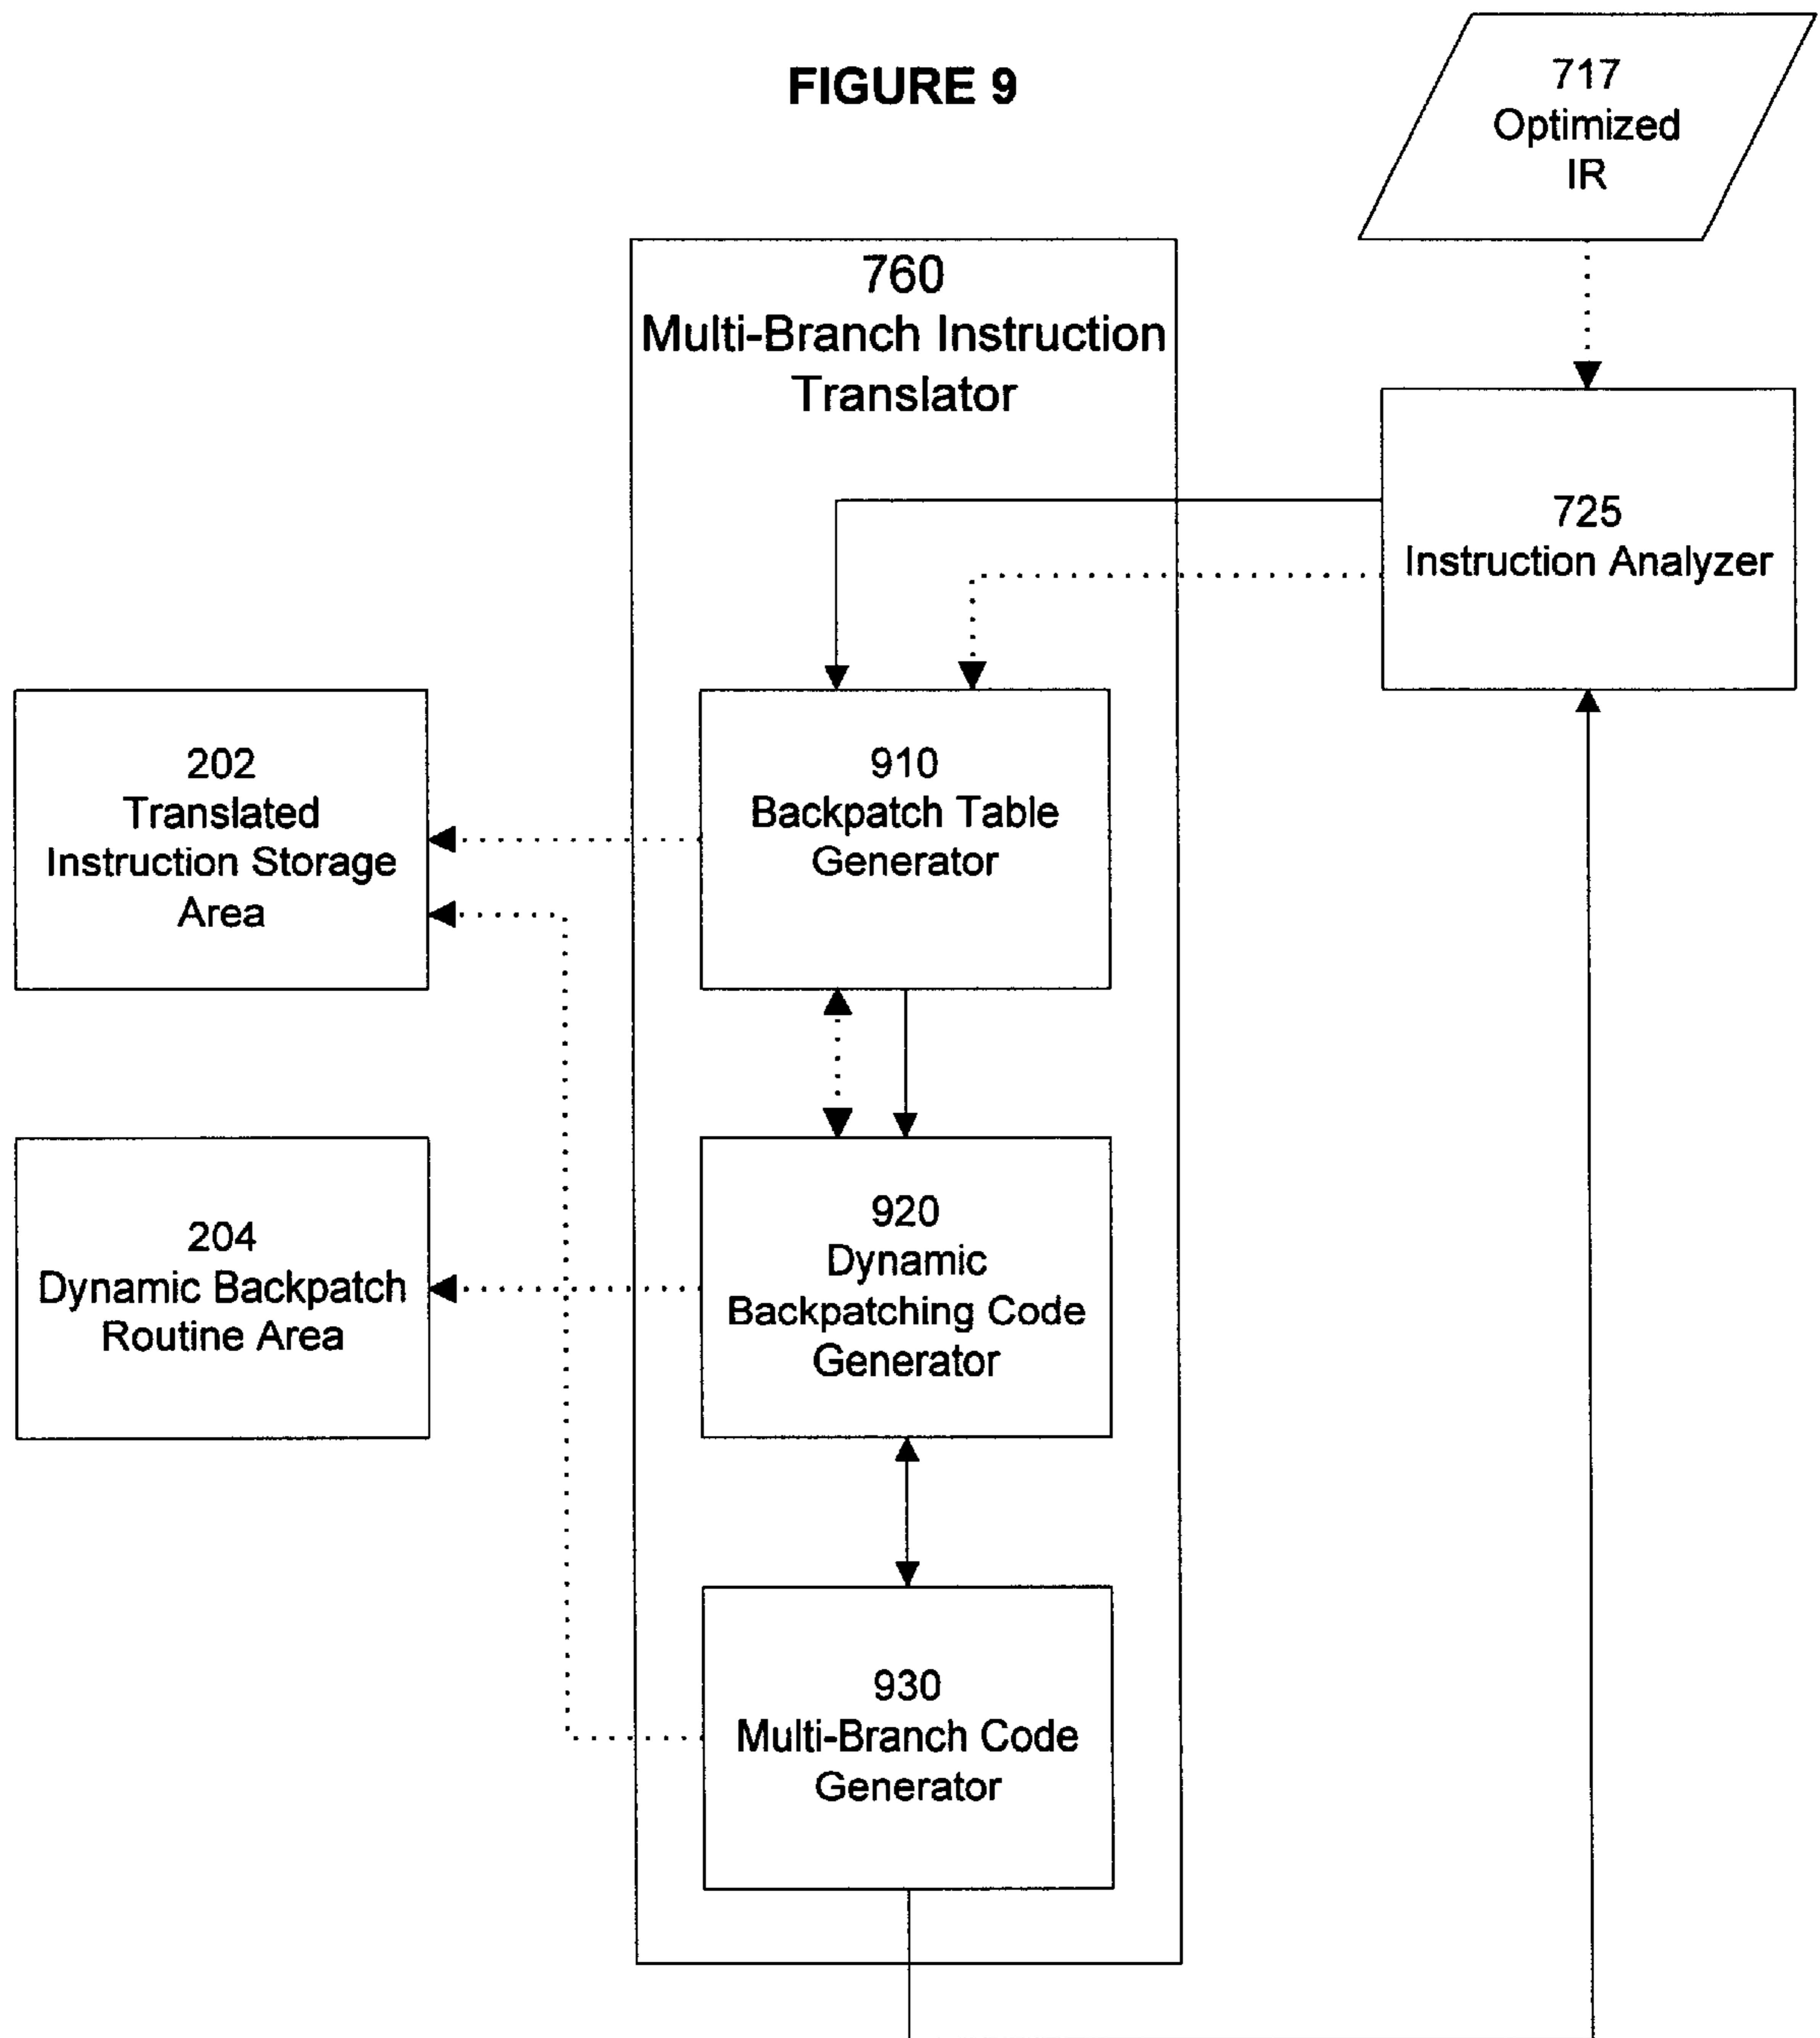 FIGURE 9
717
Optimized
IR
760
Multi-Branch Instruction
Translator
725
Instruction Analyzer
202
Translated
Instruction Storage
Area
910
Backpatch Table
Generator
204
Dynamic Backpatch
Routine Area
920
Dynamic
Backpatching Code
Generator
930
Multi-Branch Code
Generator